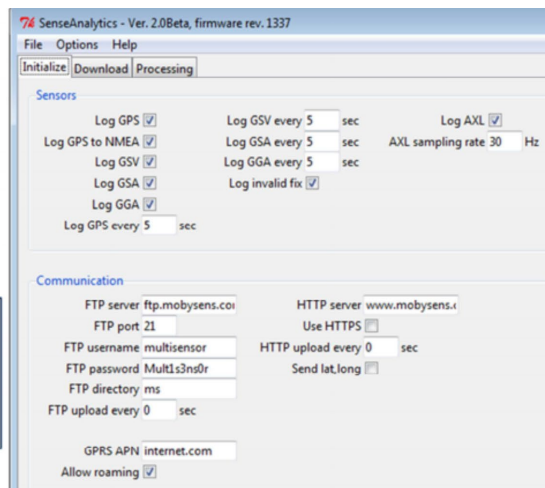 SenseAnalytics - Ver. 2.0Beta, firmware rev. 1337
File Options Help
Initialize Download Processing
Sensors
Log GPS Log GSV every 5 sec Log AXL
Log GPS to NMEA Log GSA every 5 sec AXL sampling rate 30 Hz
Log GSV Log GGA every 5 sec
Log GSA Log invalid fix
Log GGA
Log GPS every 5 sec
Communication
FTP server ftp.mobysens.co HTTP server www.mobysens.
FTP port 21 Use HTTPS
FTP username multisensor HTTP upload every 0 sec
FTP password Mult1s3ns0r Send lat,long
FTP directory ms
FTP upload every 0 sec
GPRS APN internet.com
Allow roaming